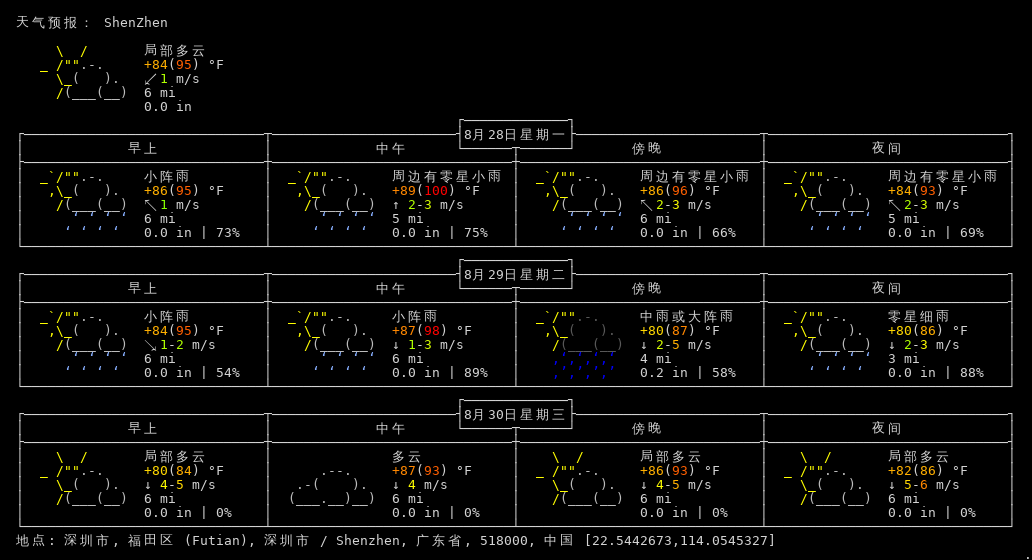 天气预报： ShenZhen
局部多云
+84(95) °F
↙ 1 m/s
6 mi
0.0 in
8月28日星期一
早上 中午 傍晚 夜间
小阵雨 周边有零星小雨 周边有零星小雨 周边有零星小雨
+86(95) °F +89(100) °F +86(96) °F +84(93) °F
↖ 1 m/s ↑ 2-3 m/s ↖ 2-3 m/s ↖ 2-3 m/s
6 mi 5 mi 6 mi 5 mi
0.0 in | 73% 0.0 in | 75% 0.0 in | 66% 0.0 in | 69%
8月29日星期二
早上 中午 傍晚 夜间
小阵雨 小阵雨 中雨或大阵雨 零星细雨
+84(95) °F +87(98) °F +80(87) °F +80(86) °F
↘ 1-2 m/s ↓ 1-3 m/s ↓ 2-5 m/s ↓ 2-3 m/s
6 mi 6 mi 4 mi 3 mi
0.0 in | 54% 0.0 in | 89% 0.2 in | 58% 0.0 in | 88%
8月30日星期三
早上 中午 傍晚 夜间
局部多云 多云 局部多云 局部多云
+80(84) °F +87(93) °F +86(93) °F +82(86) °F
↓ 4-5 m/s ↓ 4 m/s ↓ 4-5 m/s ↓ 5-6 m/s
6 mi 6 mi 6 mi 6 mi
0.0 in | 0% 0.0 in | 0% 0.0 in | 0% 0.0 in | 0%
地点: 深圳市, 福田区 (Futian), 深圳市 / Shenzhen, 广东省, 518000, 中国 [22.5442673,114.0545327]